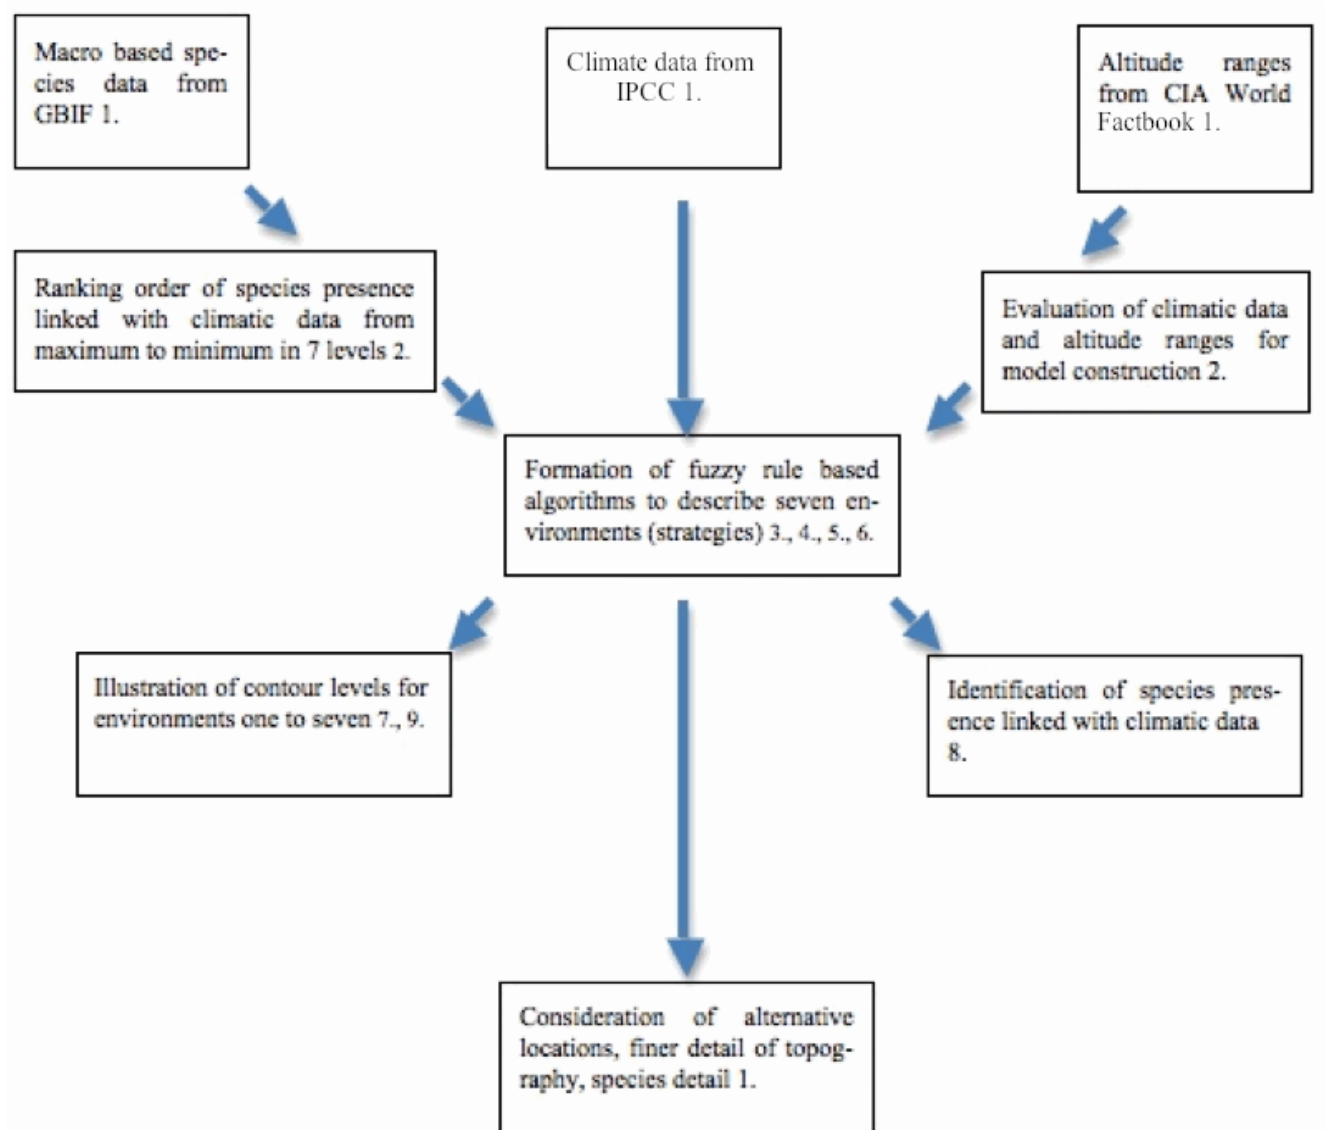 Macro based spe-
cies data from
GBIF 1.
Climate data from
IPCC 1.
Altitude ranges
from CIA World
Factbook 1.
Ranking order of species presence
linked with climatic data from
maximum to minimum in 7 levels 2.
Evaluation of climatic data
and altitude ranges for
model construction 2.
Formation of fuzzy rule based
algorithms to describe seven en-
vironments (strategies) 3., 4., 5., 6.
Illustration of contour levels for
environments one to seven 7., 9.
Identification of species pres-
ence linked with climatic data
8.
Consideration of alternative
locations, finer detail of topog-
raphy, species detail 1.